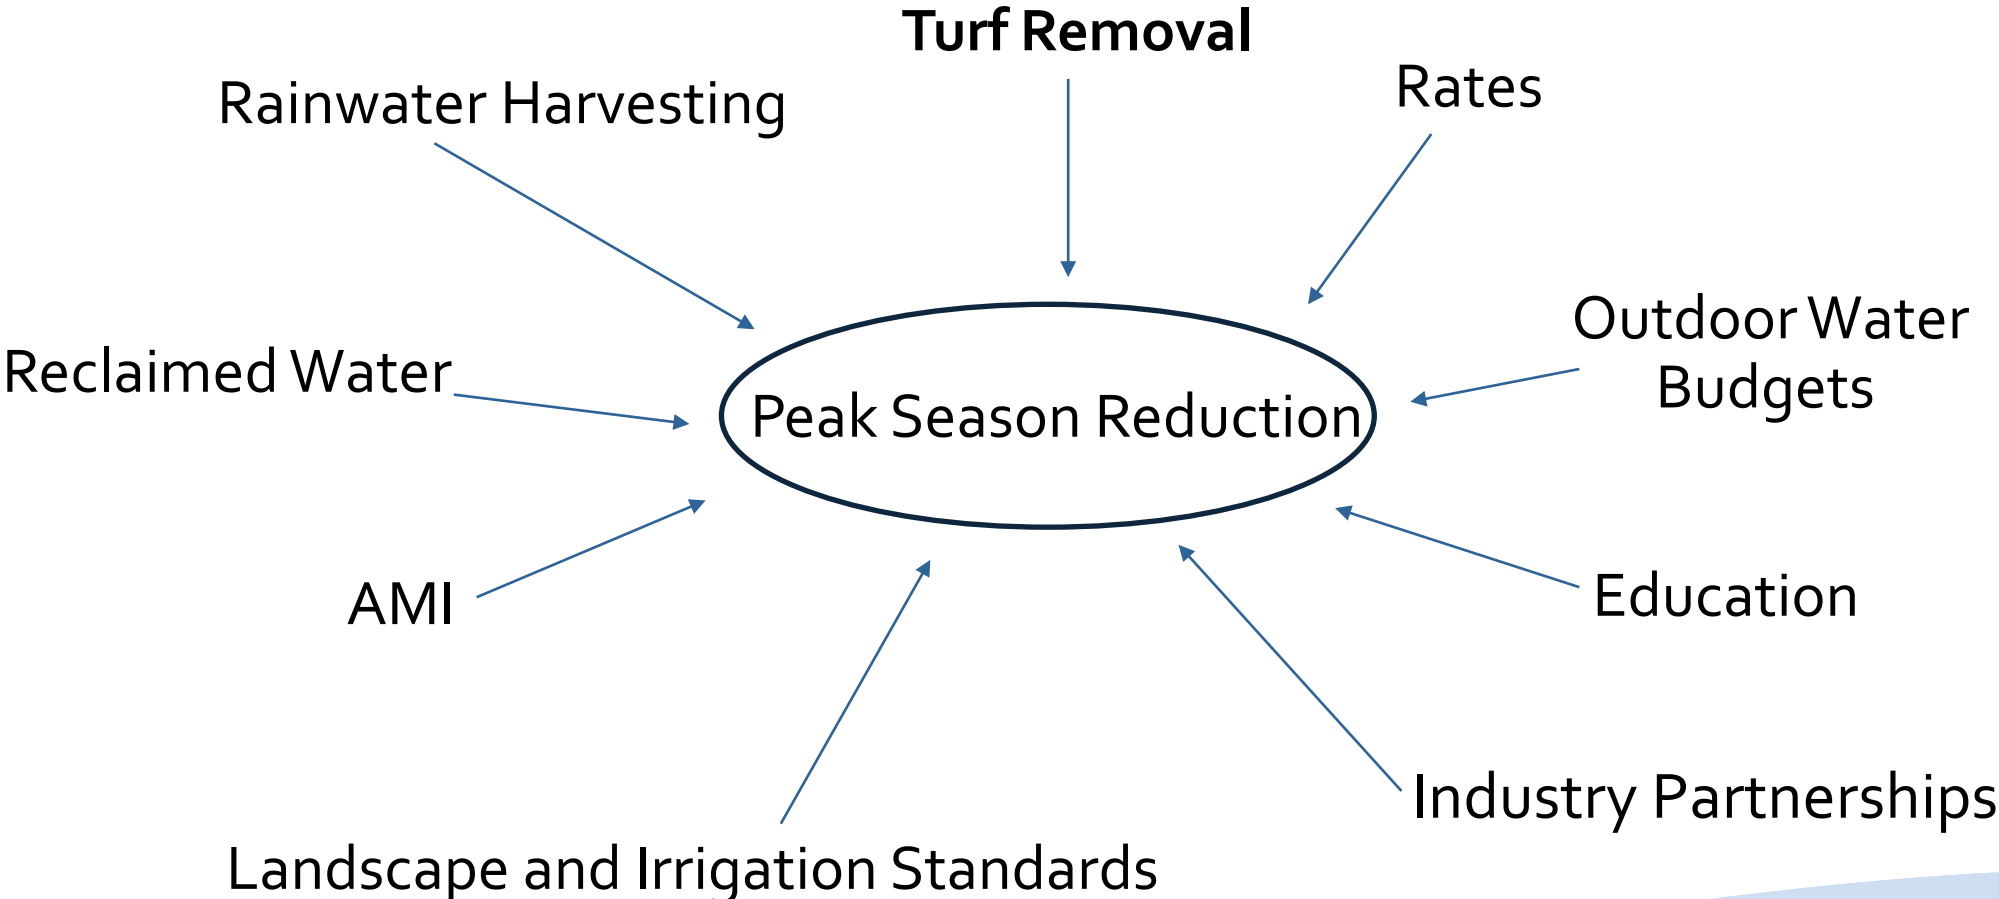 Turf Removal
Rainwater Harvesting
Rates
Outdoor Water
Budgets
Reclaimed Water
Peak Season Reduction
AMI
Education
Industry Partnerships
Landscape and Irrigation Standards